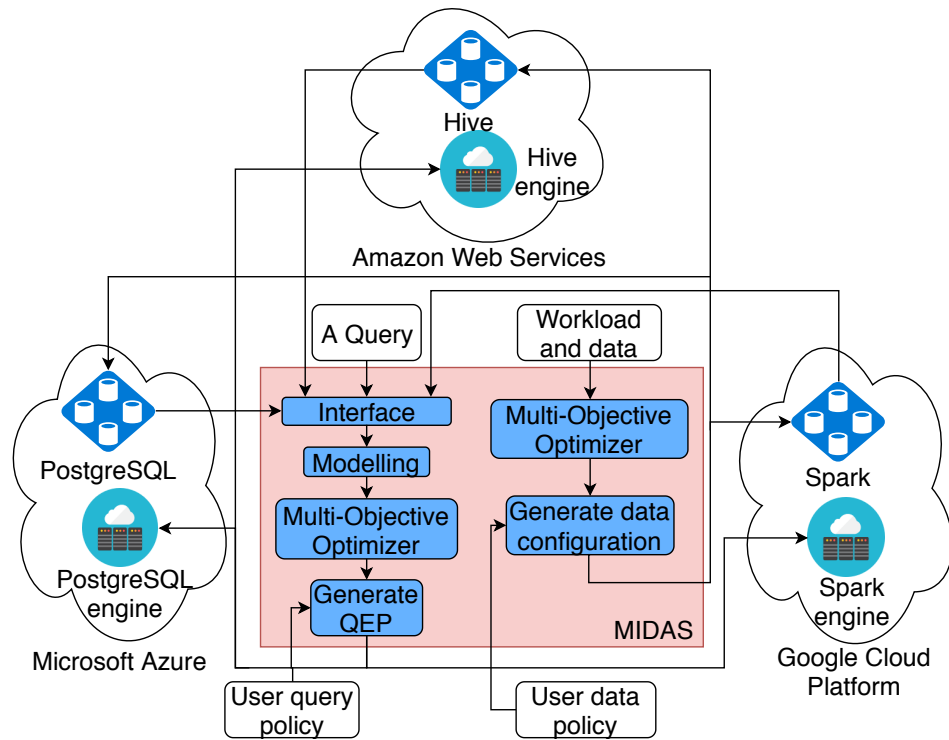 Hive
Hive
engine
Amazon Web Services
A Query
Workload
and data
Interface
Modelling
Multi-Objective
Optimizer
Generate
QEP
Multi-Objective
Optimizer
Generate data
configuration
MIDAS
PostgreSQL
PostgreSQL
engine
Microsoft Azure
Spark
Spark
engine
Google Cloud
Platform
User query
policy
User data
policy